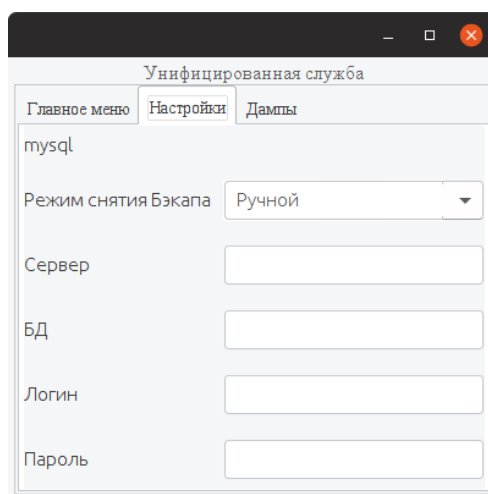 Унифицированная служба
Главное меню Настройки Дампы
mysql
Режим снятия Бэкапа Ручной
Сервер
БД
Логин
Пароль